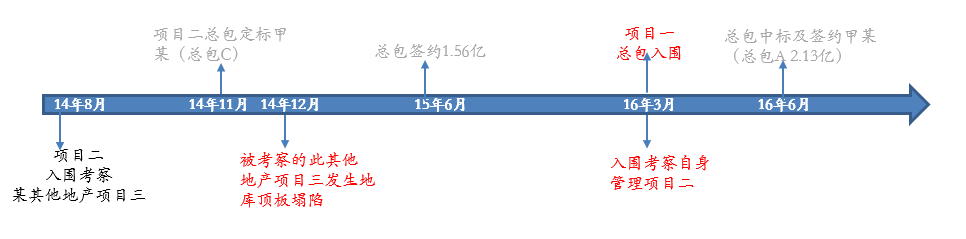 项目二总包定标甲
某（总包C）
总包签约1.56亿
项目一
总包入围
总包中标及签约甲某
（总包A 2.13亿）
14年8月
14年11月
14年12月
15年6月
16年3月
16年6月
项目二
入围考察
某其他地产项目三
被考察的此其他
地产项目三发生地
库顶板塌陷
入围考察自身
管理项目二